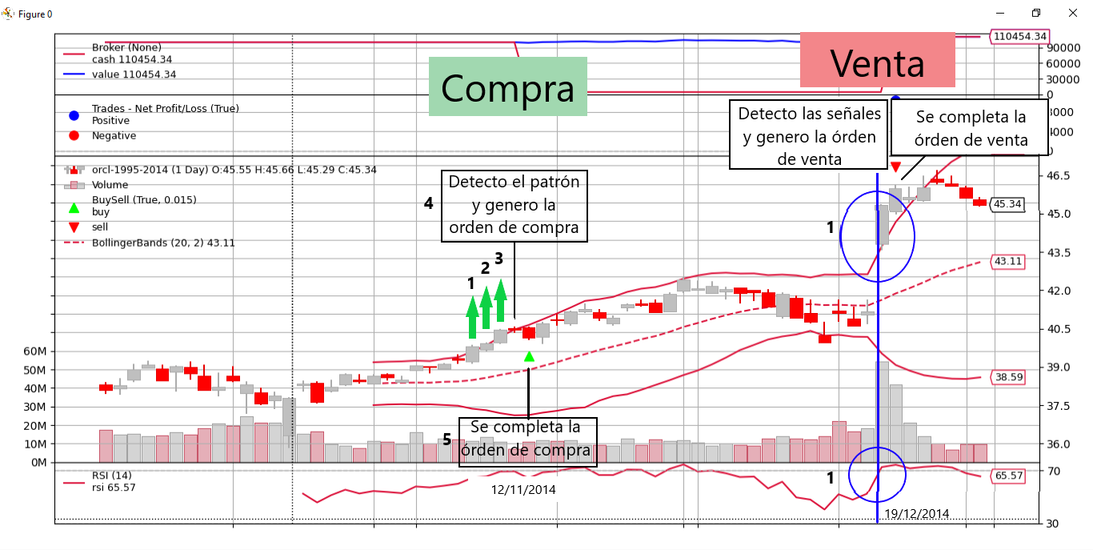 Figure 0
Broker (None)
cash 110454.34
value 110454.34
110454.34
90000
60000
30000
0
Compra
Venta
Trades - Net Profit/Loss (True)
Positive
Negative
Detecto las señales
y genero la órden
de venta
Se completa la
órden de venta
orcl-1995-2014 (1 Day) O:45.55 H:45.66 L:45.29 C:45.34
Volume
BuySell (True, 0.015)
buy
sell
BollingerBands (20, 2) 43.11
4
Detecto el patrón
y genero la
orden de compra
1
2
3
1
46.5
45.34
45.0
43.5
43.11
42.0
40.5
39.0
38.59
37.5
36.0
60M
50M
40M
30M
20M
10M
0M
5
Se completa la
órden de compra
RSI (14)
rsi 65.57
12/11/2014
1
19/12/2014
70
65.57
30